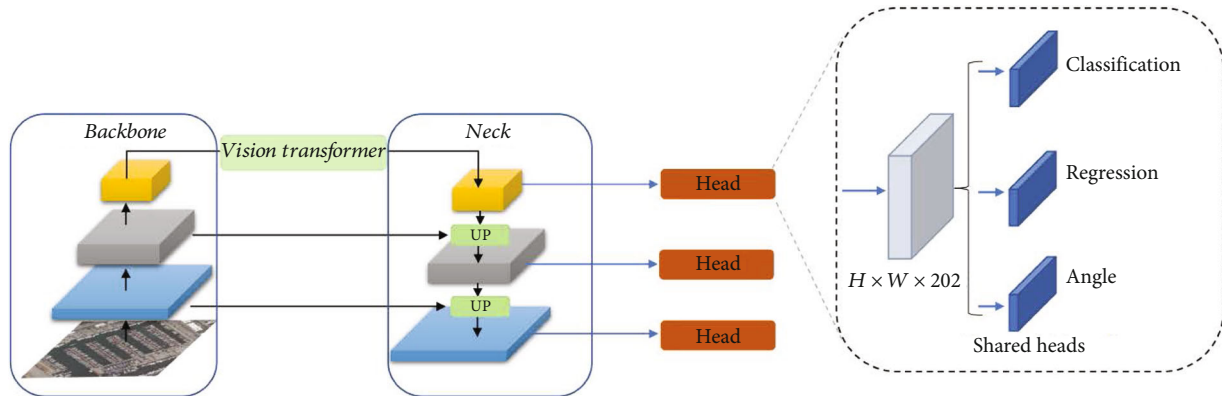 Backbone
Vision transformer
Neck
UP
UP
Head
Head
Head
H × W × 202
Classification
Regression
Angle
Shared heads